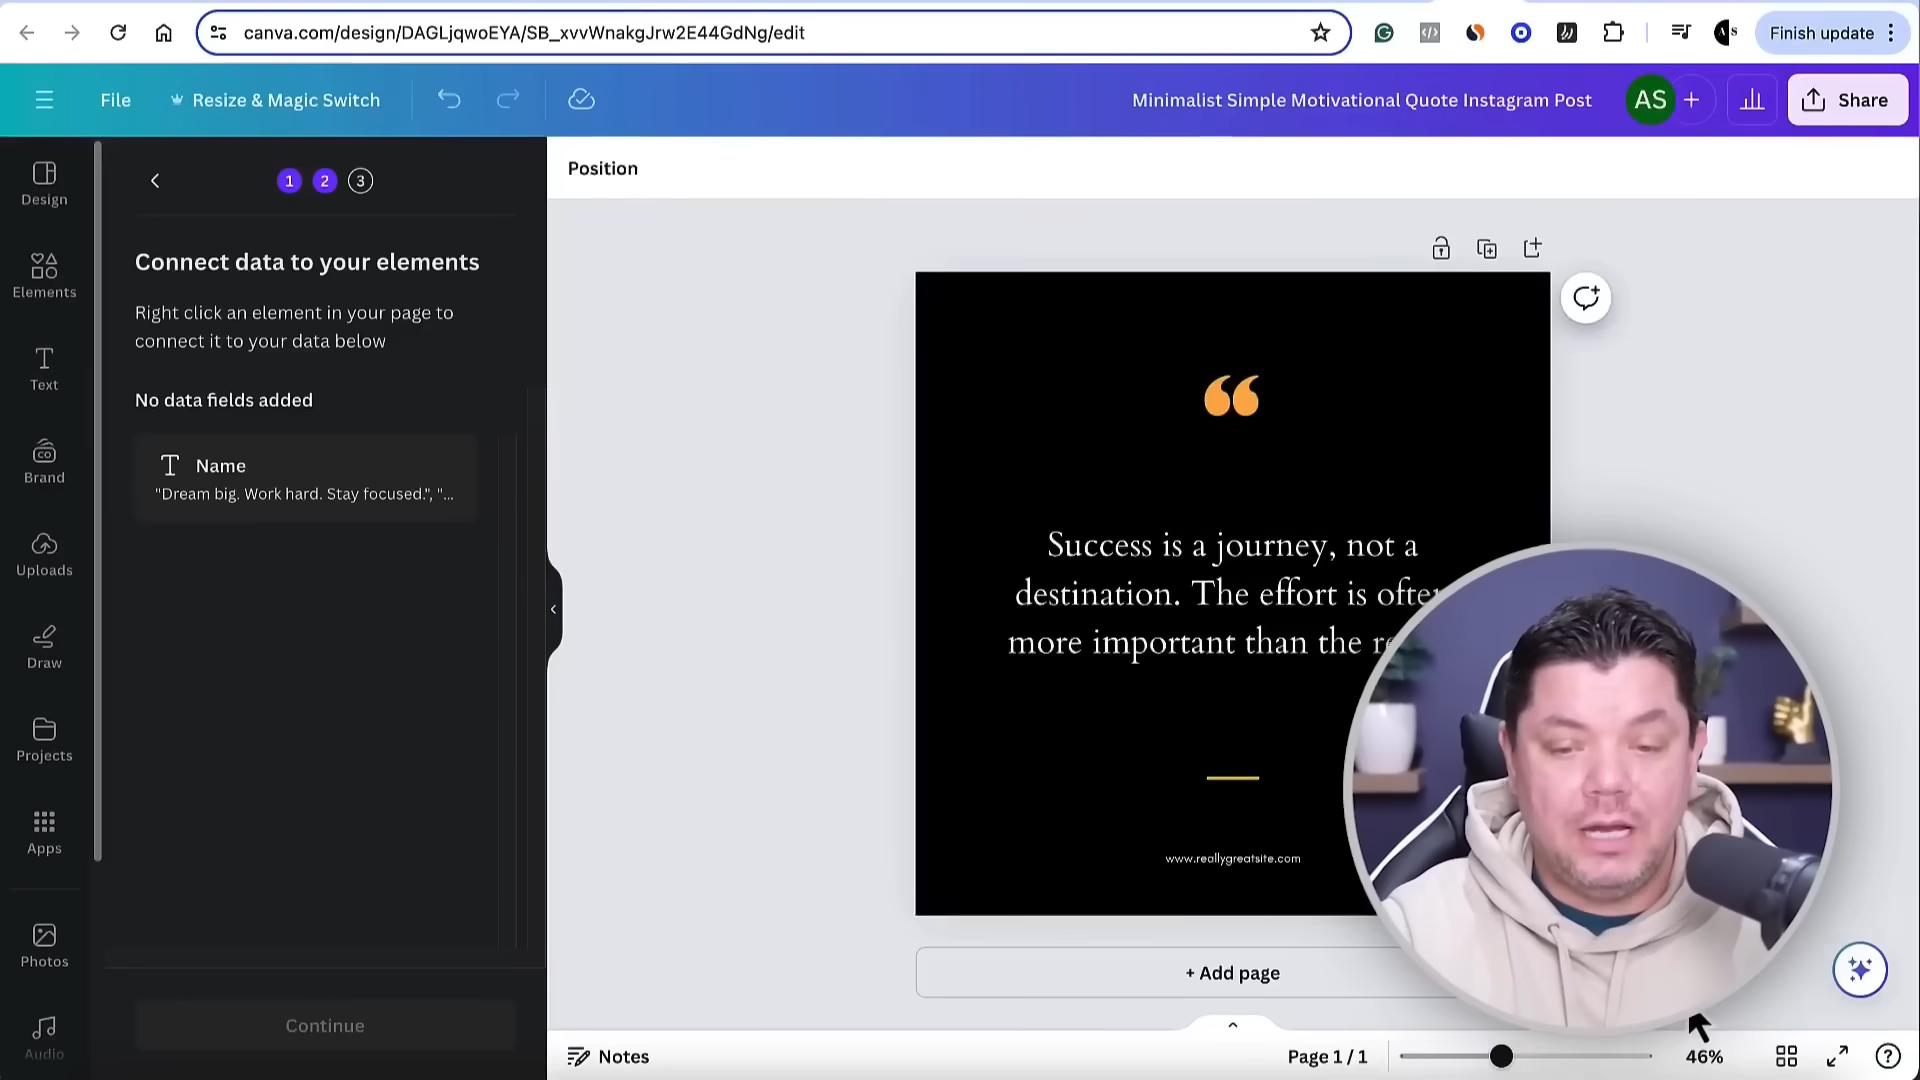 canva.com/design/DAGLjqwoEYA/SB_xvvWnakgJrw2E44GdNg/edit
Finish update
File
Resize & Magic Switch
Minimalist Simple Motivational Quote Instagram Post
AS
Share
Design
Elements
Text
Brand
Uploads
Draw
Projects
Apps
Photos
Audio
1 2 3
Connect data to your elements
Right click an element in your page to
connect it to your data below
No data fields added
Name
"Dream big. Work hard. Stay focused.", "...
Continue
Position
Success is a journey, not a
destination. The effort is
more important than the
www.reallygreatsite.com
+ Add page
Notes
Page 1 / 1
46%